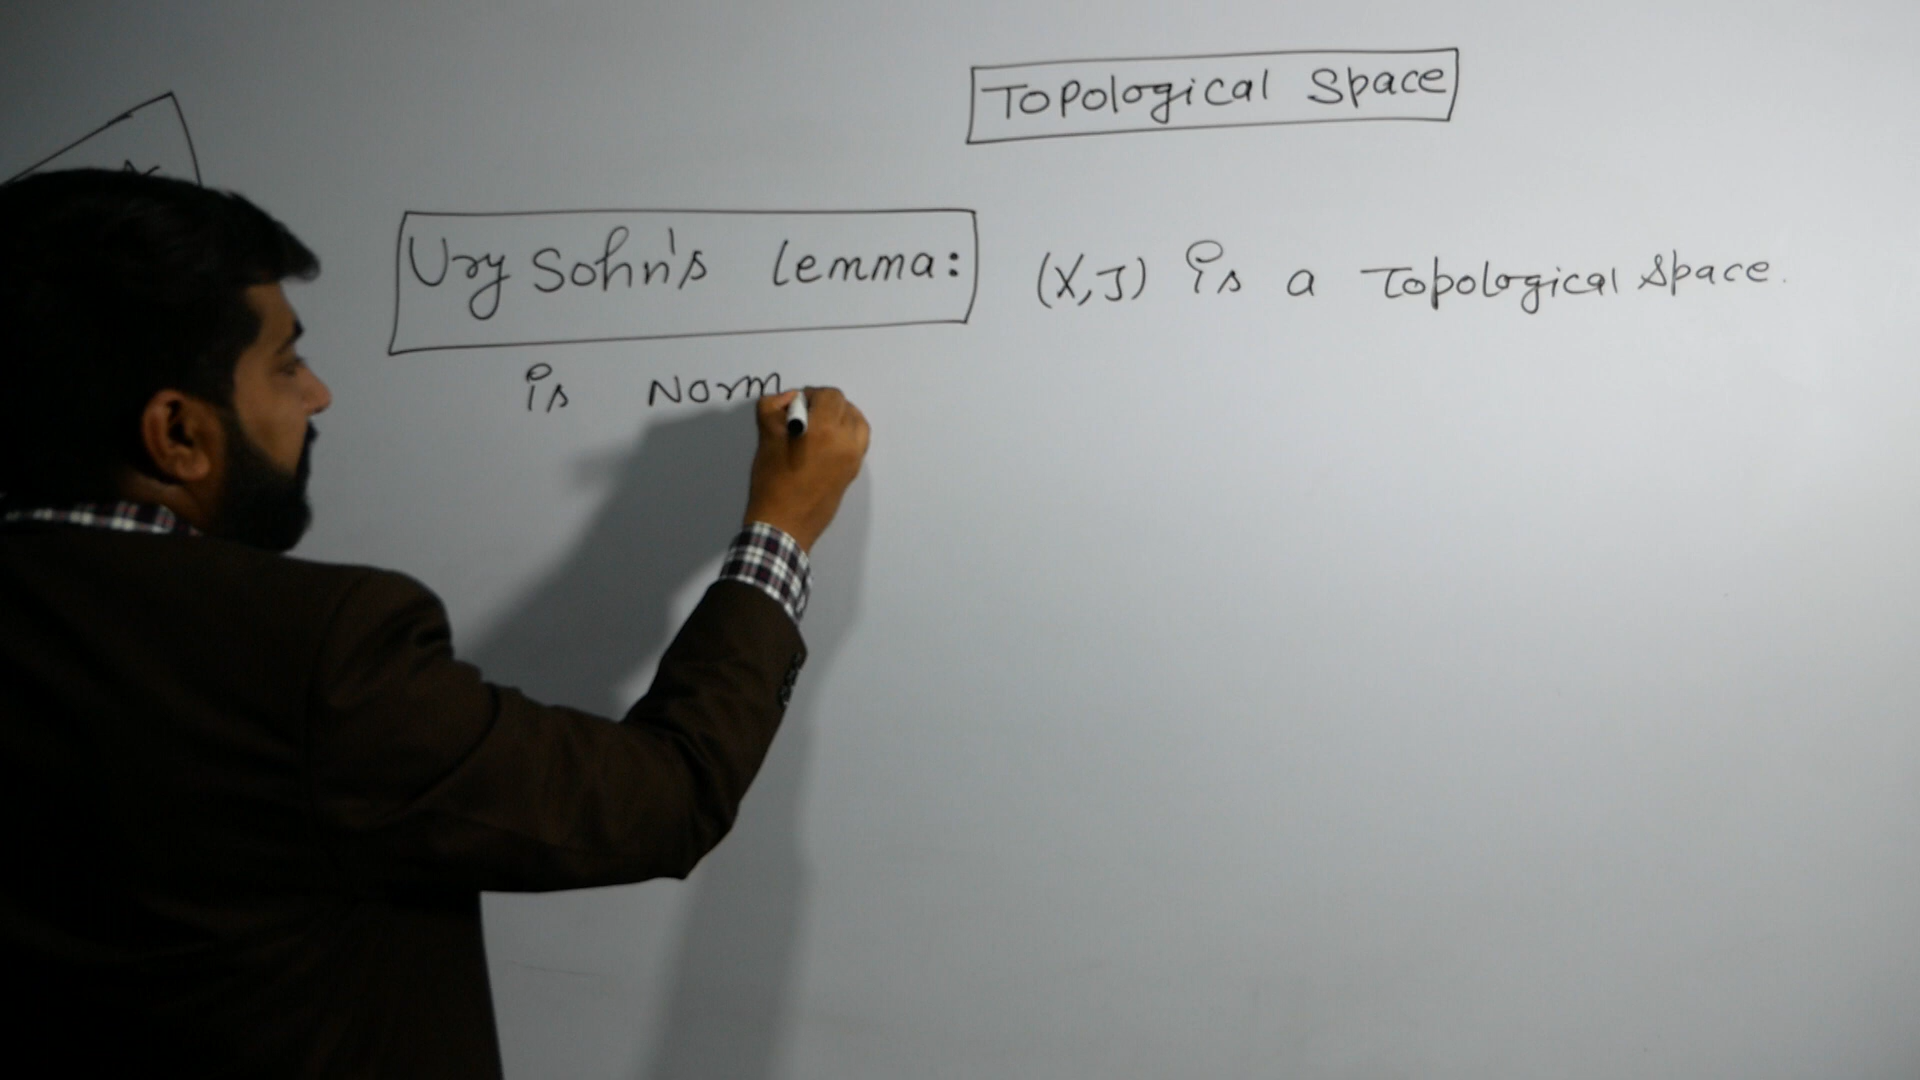 Topological Space
UrySohn's lemma: (X,J) is a Topological Space.
is Norm